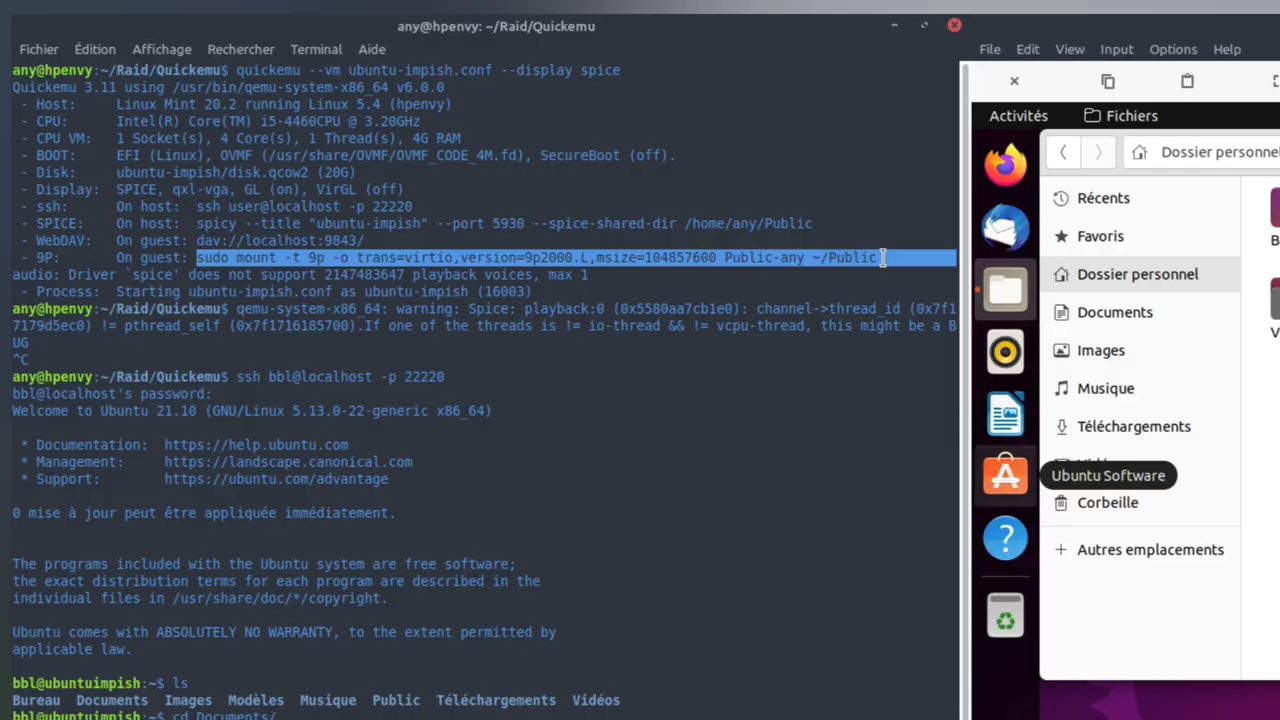 any@hpenvy: ~/Raid/Quickemu
Fichier Édition Affichage Rechercher Terminal Aide
any@hpenvy:~/Raid/Quickemu$ quickemu --vm ubuntu-impish.conf --display spice
Quickemu 3.11 using /usr/bin/qemu-system-x86_64 v6.0.0
- Host: Linux Mint 20.2 running Linux 5.4 (hpenvy)
- CPU: Intel(R) Core(TM) i5-4460CPU @ 3.20GHz
- CPU VM: 1 Socket(s), 4 Core(s), 1 Thread(s), 4G RAM
- BOOT: EFI (Linux), OVMF (/usr/share/OVMF/OVMF_CODE_4M.fd), SecureBoot (off).
- Disk: ubuntu-impish/disk.qcow2 (20G)
- Display: SPICE, qxl-vga, GL (on), VirGL (off)
- ssh: On host: ssh user@localhost -p 22220
- SPICE: On host: spicy --title "ubuntu-impish" --port 5930 --spice-shared-dir /home/any/Public
- WebDAV: On guest: dav://localhost:9843/
- 9P: On guest: sudo mount -t 9p -o trans=virtio,version=9p2000.L,msize=104857600 Public-any ~/Public
audio: Driver `spice' does not support 2147483647 playback voices, max 1
- Process: Starting ubuntu-impish.conf as ubuntu-impish (16003)
any@hpenvy:~/Raid/Quickemu$ qemu-system-x86_64: warning: Spice: playback:0 (0x5580aa7cb1e0): channel->thread_id (0x7f1
7179d5ec0) != pthread_self (0x7f1716185700).If one of the threads is != io-thread && != vcpu-thread, this might be a B
UG
^C
any@hpenvy:~/Raid/Quickemu$ ssh bbl@localhost -p 22220
bbl@localhost's password:
Welcome to Ubuntu 21.10 (GNU/Linux 5.13.0-22-generic x86_64)
* Documentation: https://help.ubuntu.com
* Management: https://landscape.canonical.com
* Support: https://ubuntu.com/advantage
0 mise à jour peut être appliquée immédiatement.
The programs included with the Ubuntu system are free software;
the exact distribution terms for each program are described in the
individual files in /usr/share/doc/*/copyright.
Ubuntu comes with ABSOLUTELY NO WARRANTY, to the extent permitted by
applicable law.
bbl@ubuntuimpish:~$ ls
Bureau Documents Images Modèles Musique Public Téléchargements Vidéos
bbl@ubuntuimpish:~$ cd Documents/
File Edit View Input Options Help
Activités Fichiers
Dossier personnel
Récents
Favoris
Dossier personnel
Documents
Images
Musique
Téléchargements
Ubuntu Software
Corbeille
+ Autres emplacements